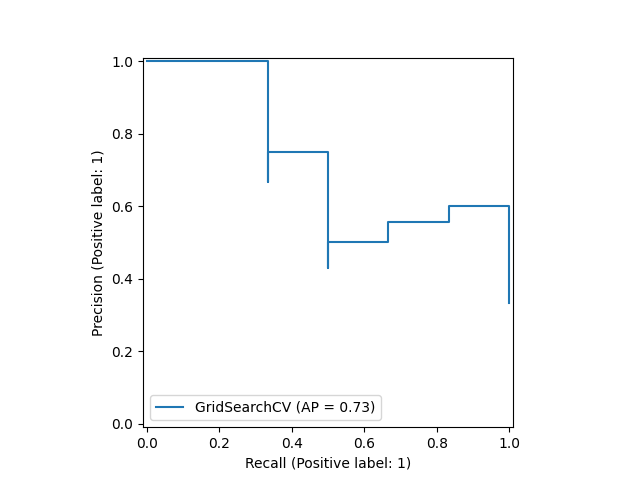 1.0
0.8
0.6
0.4
0.2
0.0
Precision (Positive label: 1)
GridSearchCV (AP = 0.73)
0.0 0.2 0.4 0.6 0.8 1.0
Recall (Positive label: 1)